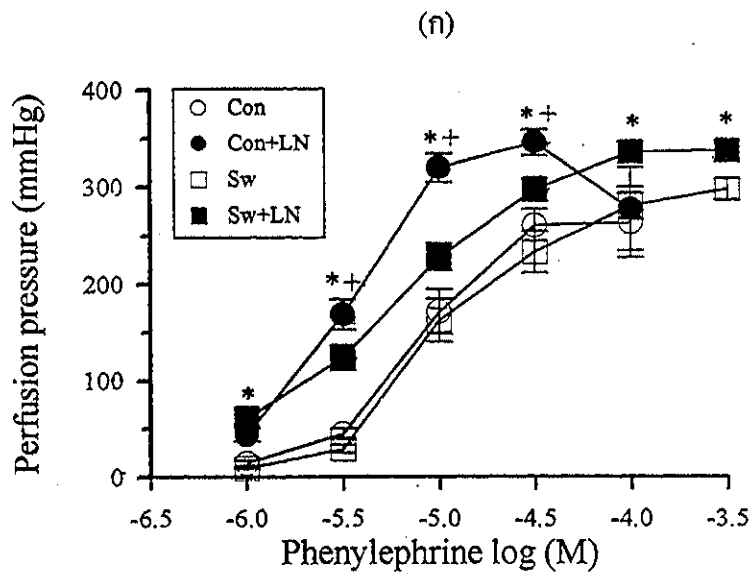 (ก)
400
300
200
100
0
Perfusion pressure (mmHg)
Con
Con+LN
Sw
Sw+LN
*
*+
*+
*+
*
*
-6.5 -6.0 -5.5 -5.0 -4.5 -4.0 -3.5
Phenylephrine log (M)